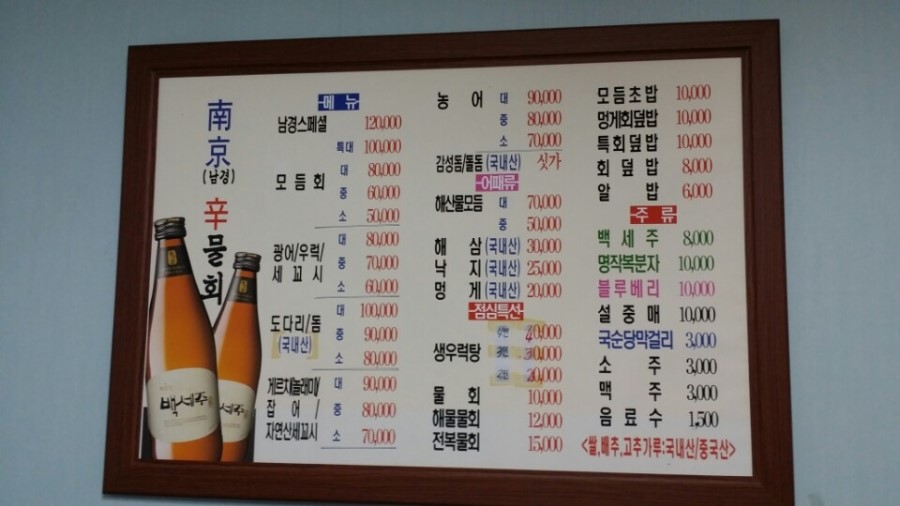 南京
(남경)
辛
물회
메뉴
남경스페셜 120,000
특대 100,000
모듬회 대 80,000
중 60,000
소 50,000
광어/우럭/세꼬시 대 80,000
중 70,000
소 60,000
도다리/돔 (국내산) 대 100,000
중 90,000
소 80,000
게르치/놀래미/ 대 90,000
잡어/ 중 80,000
자연산세꼬시 소 70,000
농어 대 90,000
중 80,000
소 70,000
감성돔/돌돔(국내산) 싯가
어패류
해산물모듬 대 70,000
중 50,000
해삼(국내산) 30,000
낙지(국내산) 25,000
멍게(국내산) 20,000
점심특선
생우럭탕 40,000
30,000
20,000
물회 10,000
해물물회 12,000
전복물회 15,000
모듬초밥 10,000
멍게회덮밥 10,000
특회덮밥 10,000
회덮밥 8,000
알밥 6,000
주류
백세주 8,000
명작복분자 10,000
블루베리 10,000
설중매 10,000
국순당막걸리 3,000
소주 3,000
맥주 3,000
음료수 1,500
<쌀,배추,고추가루:국내산/중국산>
백세주
백세주